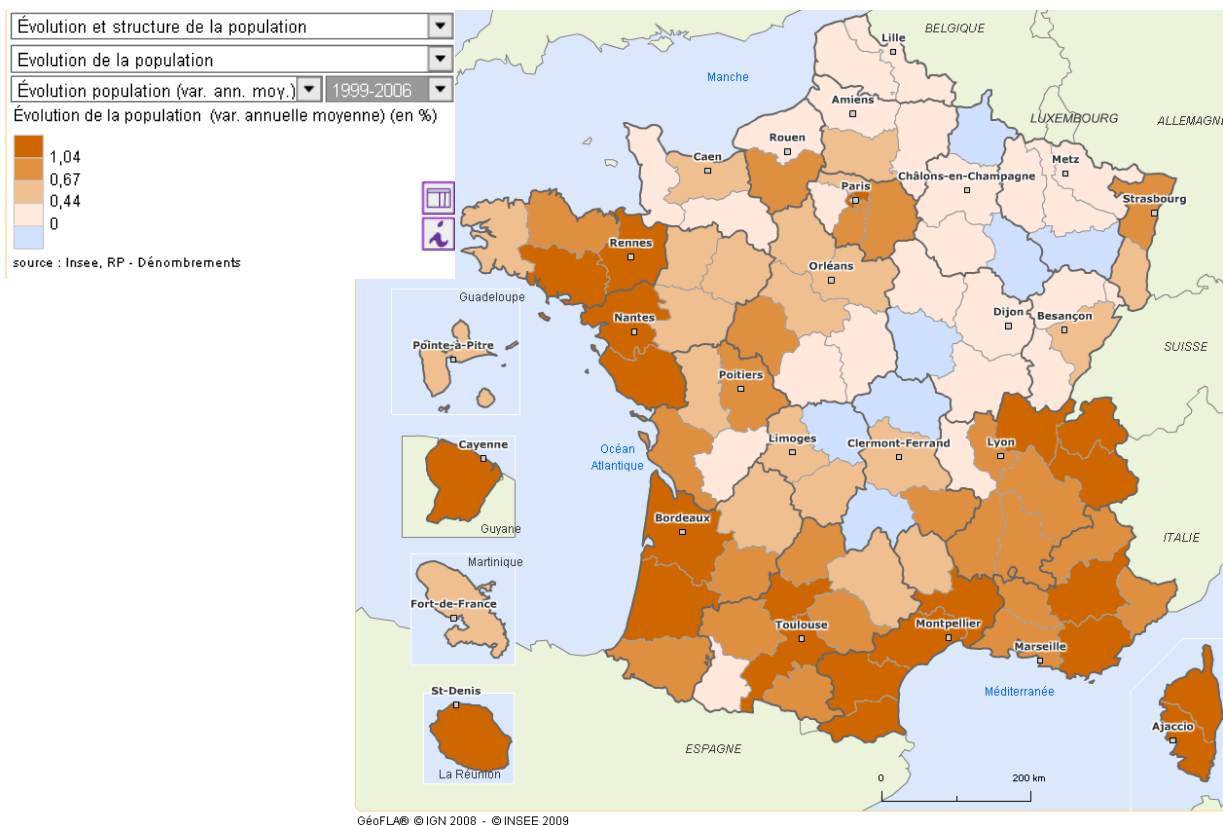 Évolution et structure de la population
Evolution de la population
Évolution population (var. ann. moy.) 1999-2006
Évolution de la population (var. annuelle moyenne) (en %)
1,04
0,67
0,44
0
source : Insee, RP - Dénombrements
BELGIQUE
Lille
Manche
Amiens
LUXEMBOURG
ALLEMAGNE
Rouen
Caen
Metz
Châlons-en-Champagne
Paris
Strasbourg
Rennes
Orléans
Guadeloupe
Nantes
Dijon
Besançon
Pointe-à-Pitre
SUISSE
Poitiers
Cayenne
Océan
Atlantique
Limoges
Clermont-Ferrand
Lyon
Bordeaux
Guyane
ITALIE
Martinique
Fort-de-France
Toulouse
Montpellier
Marseille
St-Denis
Méditerranée
Ajaccio
ESPAGNE
La Réunion
0 200 km
GéoFLA® © IGN 2008 - © INSEE 2009